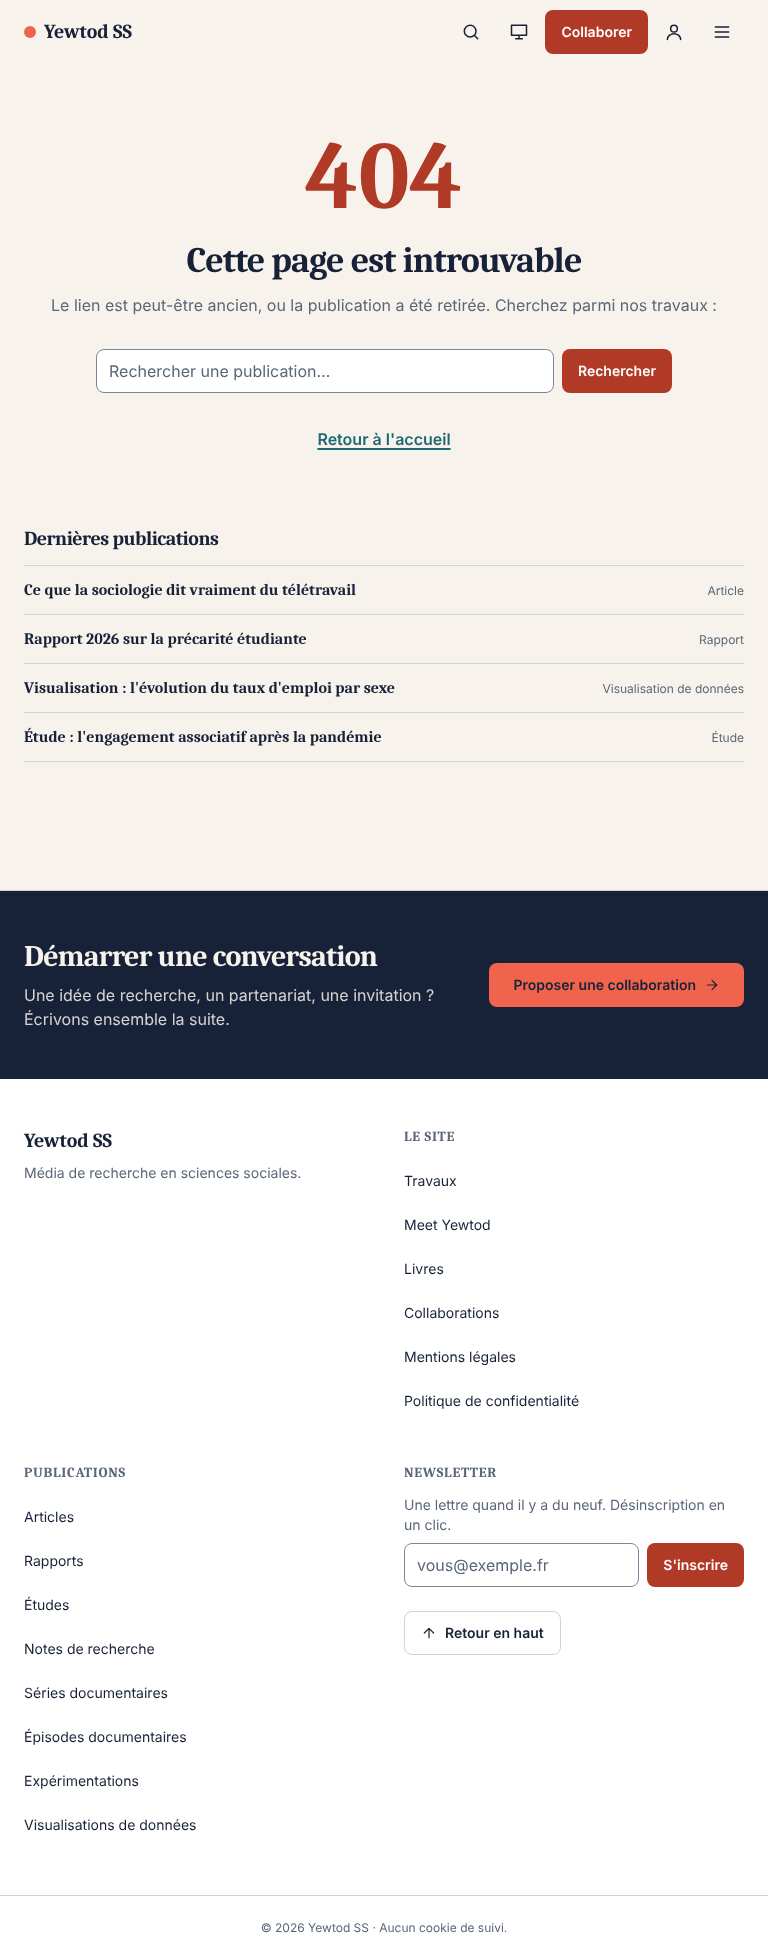 Yewtod SS
Collaborer
404
Cette page est introuvable
Le lien est peut-être ancien, ou la publication a été retirée. Cherchez parmi nos travaux :
Rechercher une publication…
Rechercher
Retour à l'accueil
Dernières publications
Ce que la sociologie dit vraiment du télétravail
Article
Rapport 2026 sur la précarité étudiante
Rapport
Visualisation : l'évolution du taux d'emploi par sexe
Visualisation de données
Étude : l'engagement associatif après la pandémie
Étude
Démarrer une conversation
Une idée de recherche, un partenariat, une invitation ?
Écrivons ensemble la suite.
Proposer une collaboration →
Yewtod SS
Média de recherche en sciences sociales.
LE SITE
Travaux
Meet Yewtod
Livres
Collaborations
Mentions légales
Politique de confidentialité
PUBLICATIONS
Articles
Rapports
Études
Notes de recherche
Séries documentaires
Épisodes documentaires
Expérimentations
Visualisations de données
NEWSLETTER
Une lettre quand il y a du neuf. Désinscription en
un clic.
vous@exemple.fr
S'inscrire
↑ Retour en haut
© 2026 Yewtod SS · Aucun cookie de suivi.